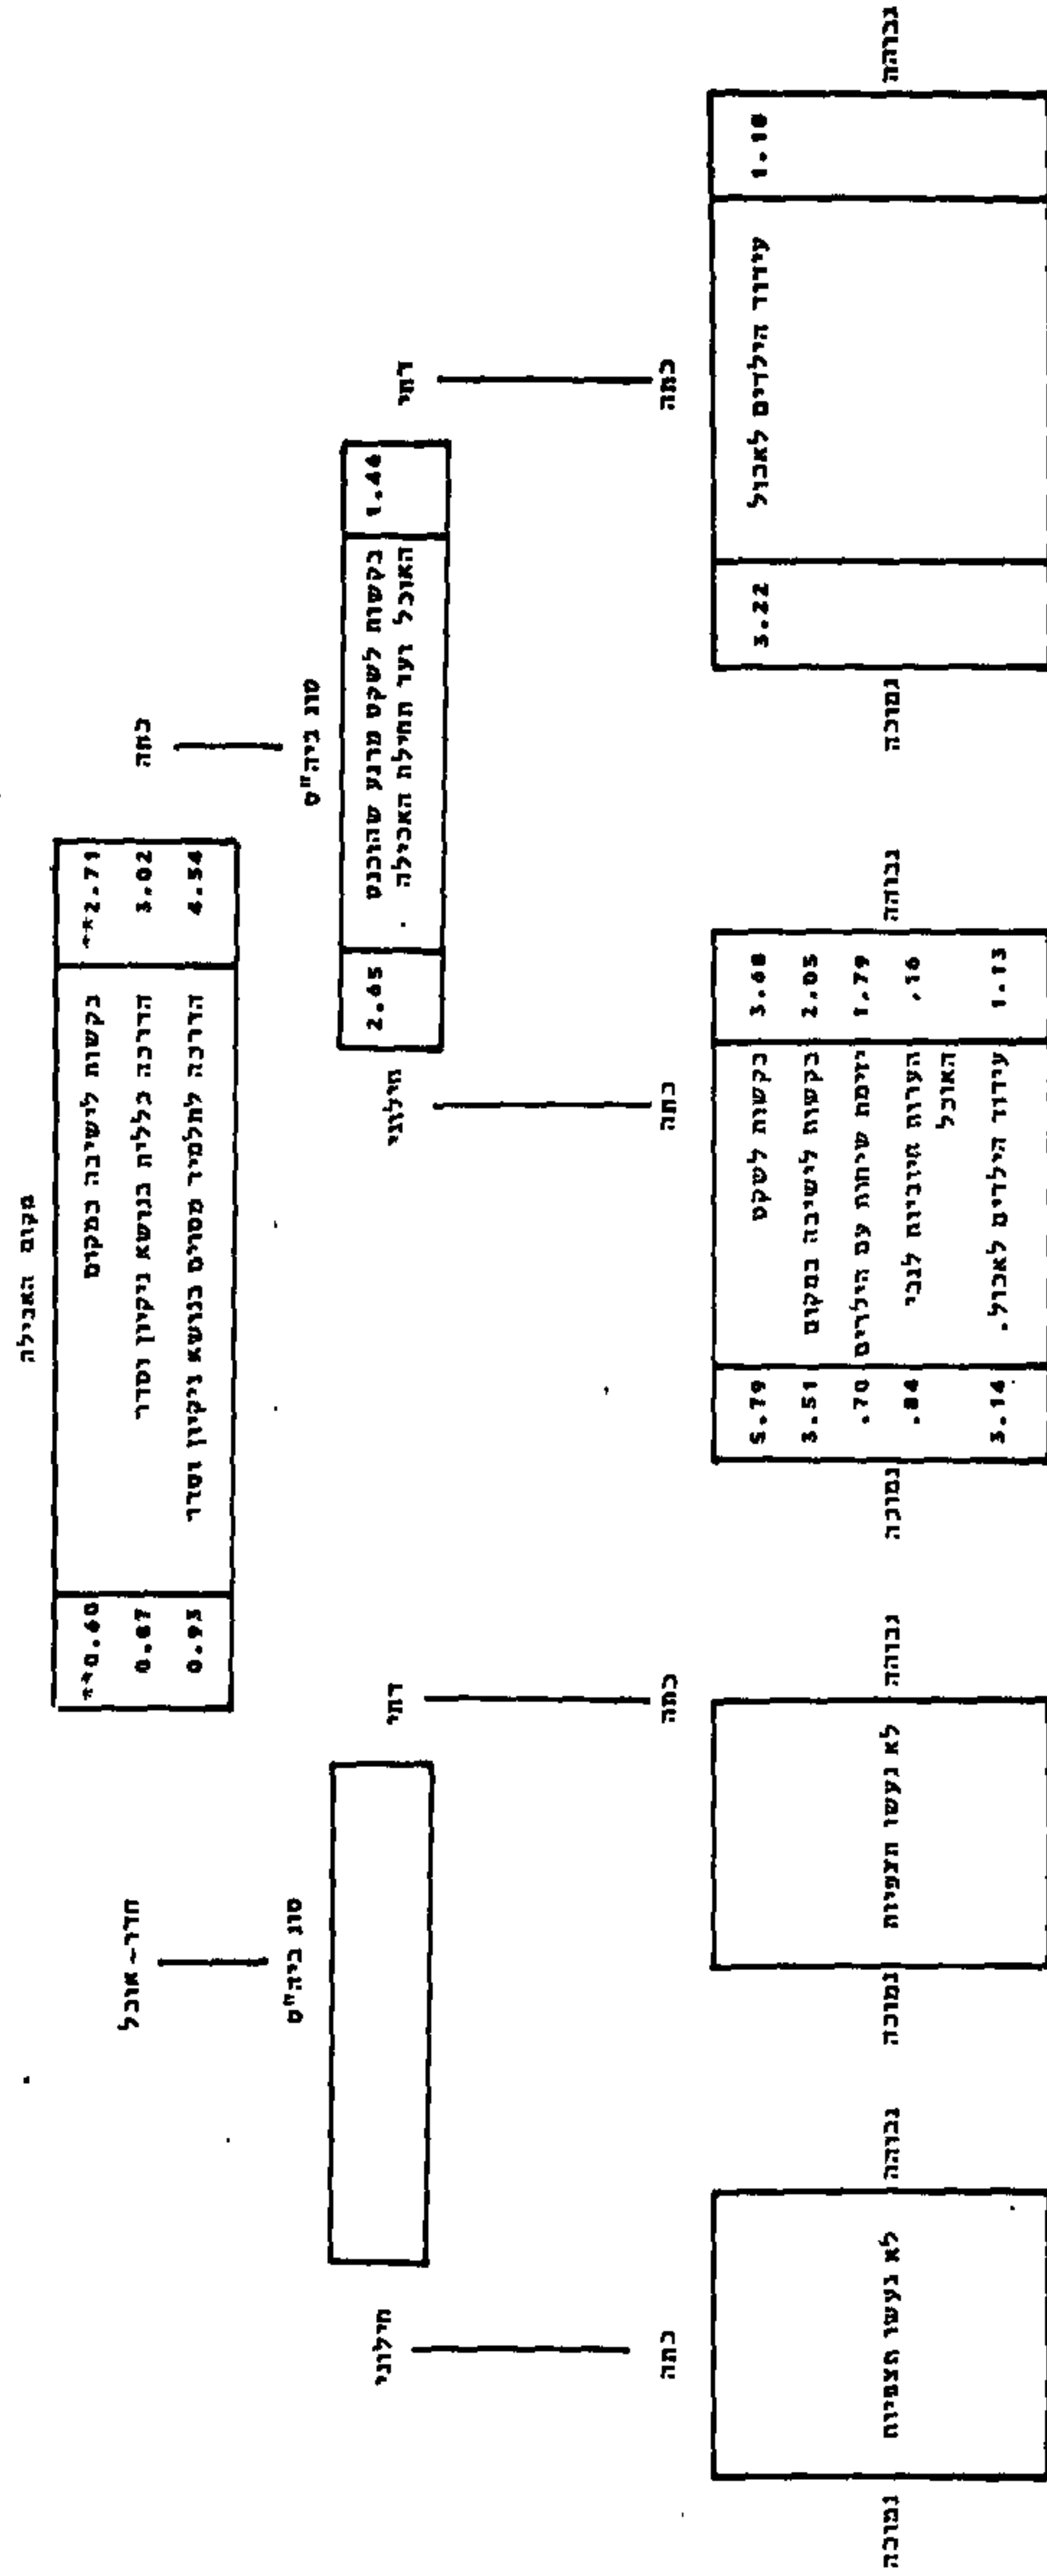 מקום האכילה
חדר-אוכל
כתה
**0.60 בקשות לישיבה במקום **2.71
0.87 הדרכה כללית בנושא ניקיון וסדר 3.02
0.93 הדרכה לתלמיד מסוים בנושא ניקיון וסדר 4.54
סוג ביה"ס
סוג ביה"ס
חילוני
דתי
חילוני
דתי
2.65 בקשות לשקט מרגע שהוכנס 1.46
האוכל ועד תחילת האכילה
כתה
כתה
כתה
כתה
נמוכה
לא נעשו תצפיות
גבוהה
נמוכה
לא נעשו תצפיות
גבוהה
נמוכה
5.79 בקשות לשקט 3.68
3.51 בקשות לישיבה במקום 2.05
.70 יזימת שיחות עם הילדים 1.79
.84 הערות חיוביות לגבי .16
האוכל
3.14 עידוד הילדים לאכול. 1.13
גבוהה
נמוכה
3.22 עידוד הילדים לאכול 1.10
גבוהה